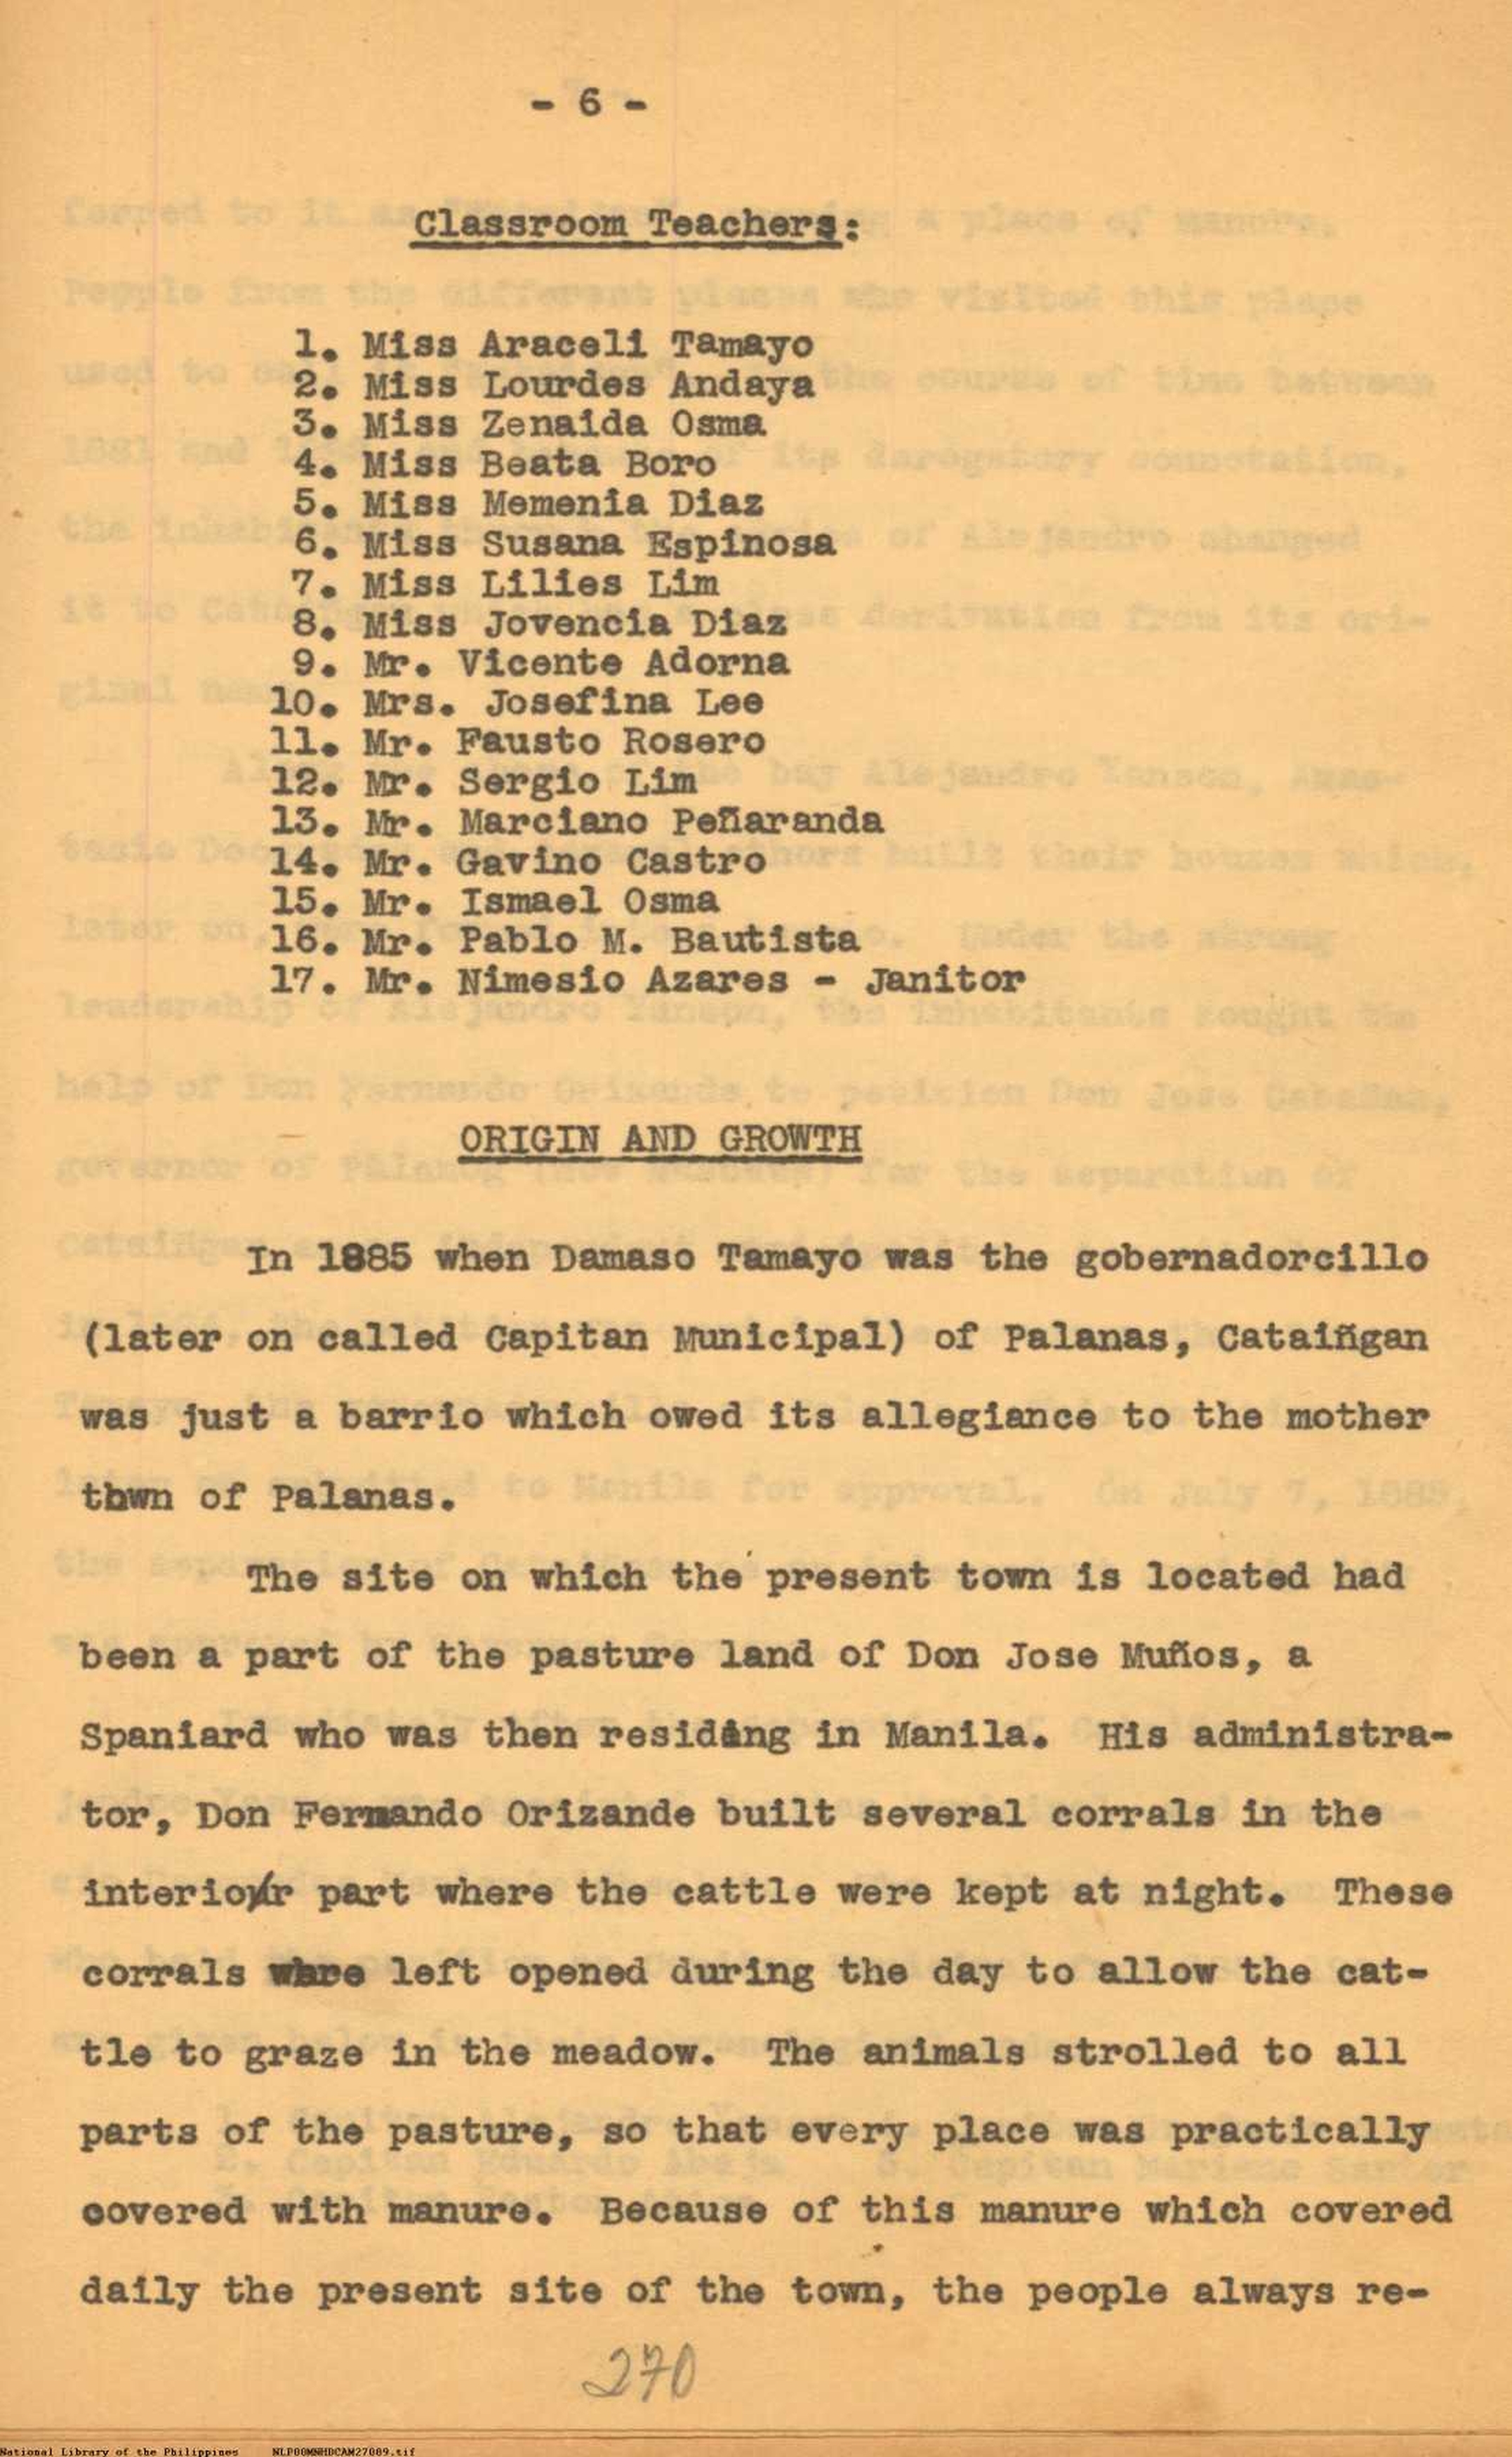 - 6 -
Classroom Teachers:
1. Miss Araceli Tamayo
2. Miss Lourdes Andaya
3. Miss Zenaida Osma
4. Miss Beata Boro
5. Miss Memenia Diaz
6. Miss Susana Espinosa
7. Miss Lilies Lim
8. Miss Jovencia Diaz
9. Mr. Vicente Adorna
10. Mrs. Josefina Lee
11. Mr. Fausto Rosero
12. Mr. Sergio Lim
13. Mr. Marciano Peñaranda
14. Mr. Gavino Castro
15. Mr. Ismael Osma
16. Mr. Pablo M. Bautista
17. Mr. Nimesio Azares - Janitor
ORIGIN AND GROWTH
In 1885 when Damaso Tamayo was the gobernadorcillo
(later on called Capitan Municipal) of Palanas, Cataiñgan
was just a barrio which owed its allegiance to the mother
town of Palanas.
The site on which the present town is located had
been a part of the pasture land of Don Jose Muños, a
Spaniard who was then residing in Manila. His administra-
tor, Don Fernando Orizande built several corrals in the
interior part where the cattle were kept at night. These
corrals were left opened during the day to allow the cat-
tle to graze in the meadow. The animals strolled to all
parts of the pasture, so that every place was practically
covered with manure. Because of this manure which covered
daily the present site of the town, the people always re-
270
National Library of the Philippines NLP00MNHDCAM27009.tif